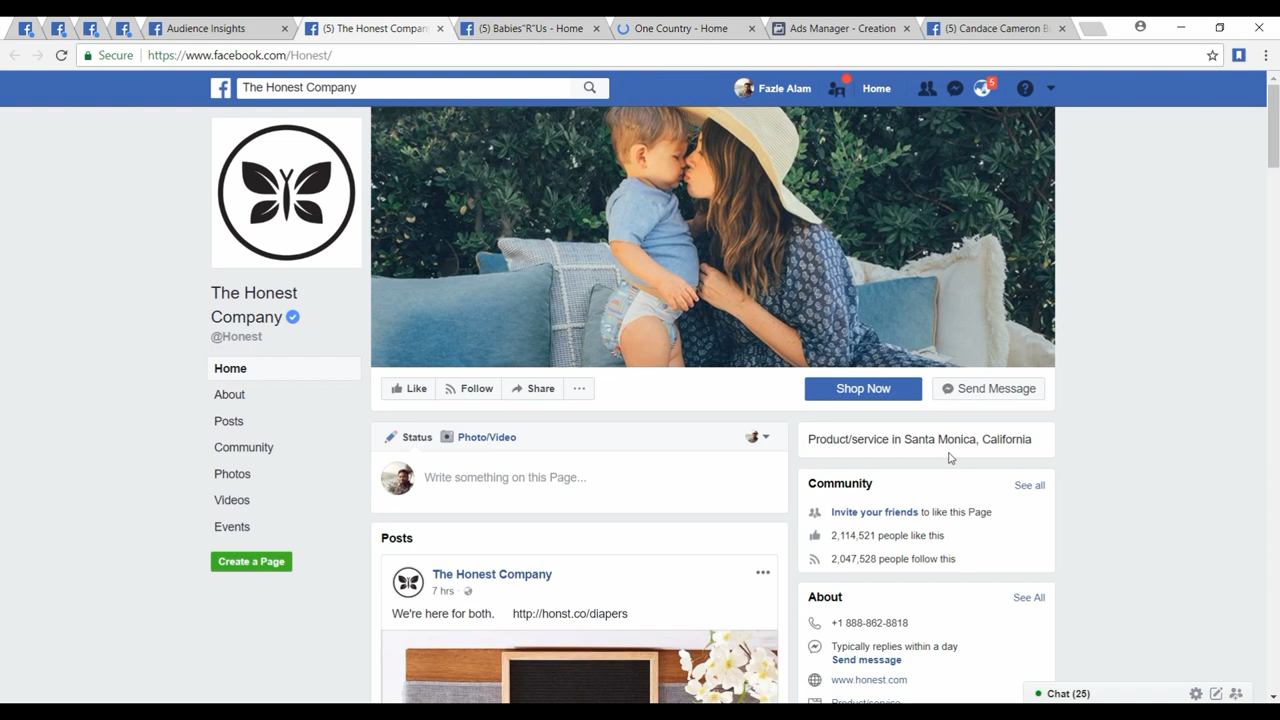 Audience Insights
(5) The Honest Compan
(5) Babies"R"Us - Home
One Country - Home
Ads Manager - Creation
(5) Candace Cameron B
Secure
https://www.facebook.com/Honest/
The Honest Company
Fazle Alam
Home
5
The Honest
Company
@Honest
Home
About
Posts
Community
Photos
Videos
Events
Create a Page
Like
Follow
Share
Shop Now
Send Message
Status
Photo/Video
Write something on this Page...
Posts
The Honest Company
7 hrs
We're here for both. http://honst.co/diapers
Product/service in Santa Monica, California
Community
See all
Invite your friends to like this Page
2,114,521 people like this
2,047,528 people follow this
About
See All
+1 888-862-8818
Typically replies within a day
Send message
www.honest.com
Product/service
Chat (25)